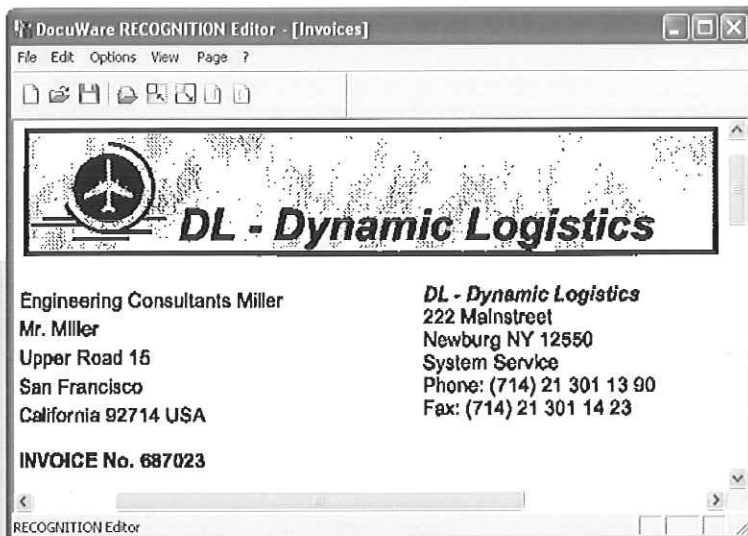 DocuWare RECOGNITION Editor - [Invoices]
File Edit Options View Page ?
DL - Dynamic Logistics
Engineering Consultants Miller
Mr. Miller
Upper Road 15
San Francisco
California 92714 USA
INVOICE No. 687023
DL - Dynamic Logistics
222 Mainstreet
Newburg NY 12550
System Service
Phone: (714) 21 301 13 90
Fax: (714) 21 301 14 23
RECOGNITION Editor